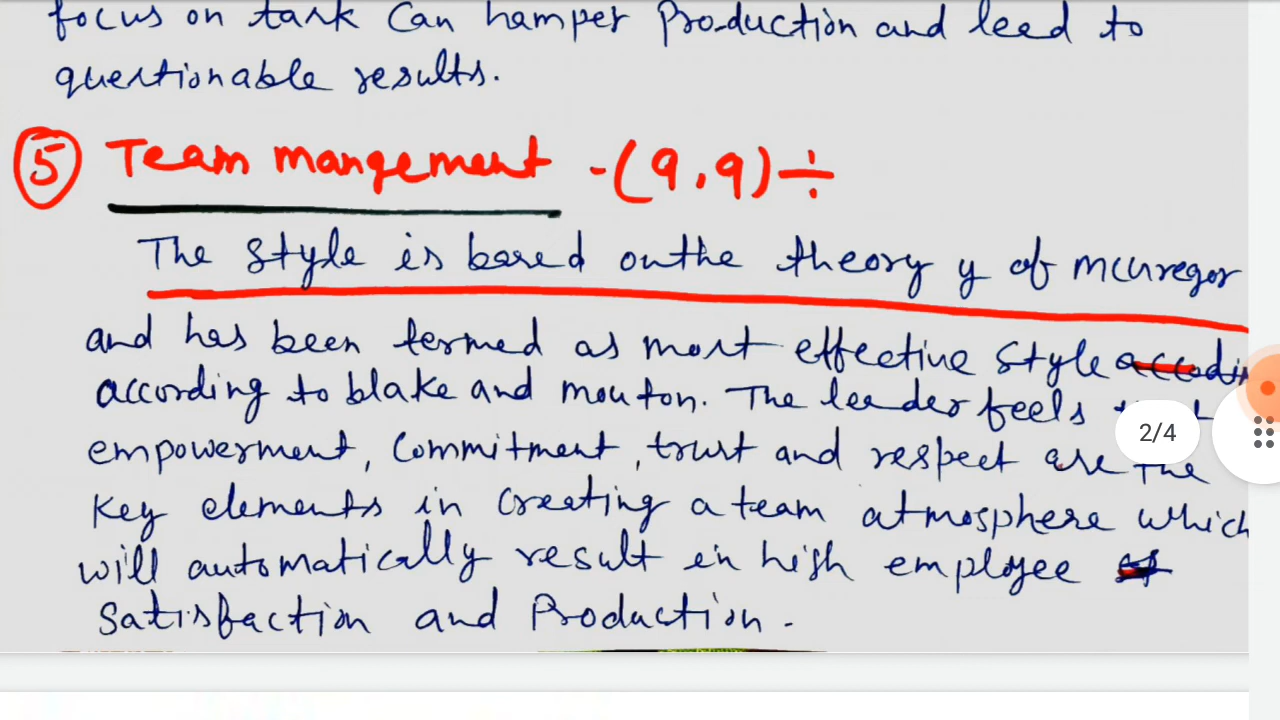 focus on task can hamper production and leed to
questionable results.
5 Team mangement -(9,9) ÷
The style is based on the theory y of mcGregor
and has been termed as most effective style
according to blake and mouton. The leader feels
empowerment, commitment, trust and respect are the
key elements in creating a team atmosphere which
will automatically result in high employee
satisfaction and Production.
2/4